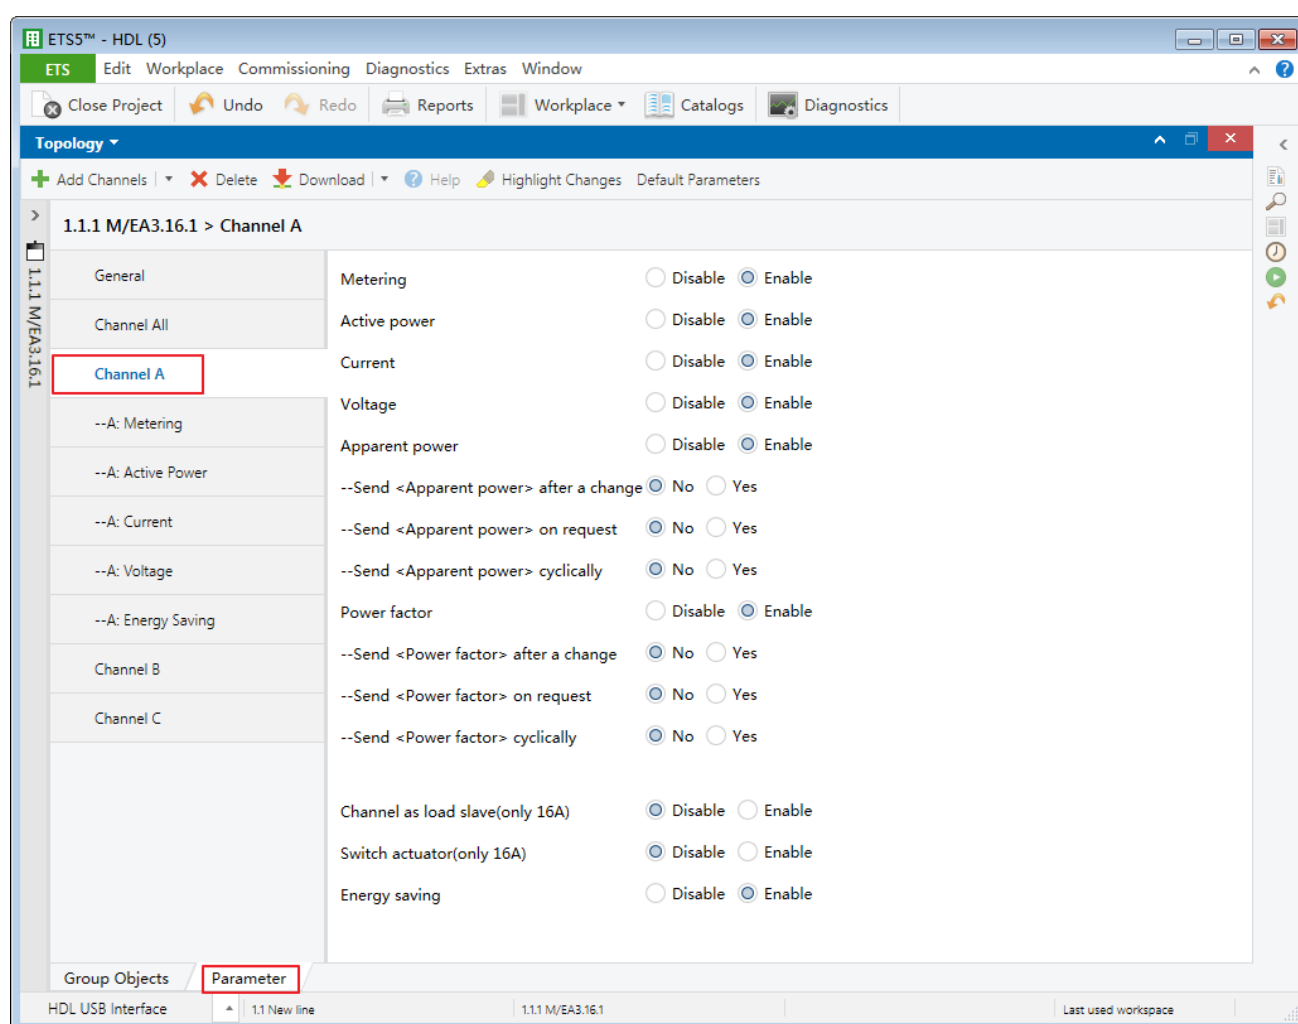 ETS5™ - HDL (5)
ETS Edit Workplace Commissioning Diagnostics Extras Window
Close Project Undo Redo Reports Workplace Catalogs Diagnostics
Topology
Add Channels Delete Download Help Highlight Changes Default Parameters
1.1.1 M/EA3.16.1 > Channel A
1.1.1 M/EA3.16.1
General
Channel All
Channel A
--A: Metering
--A: Active Power
--A: Current
--A: Voltage
--A: Energy Saving
Channel B
Channel C
Metering Disable Enable
Active power Disable Enable
Current Disable Enable
Voltage Disable Enable
Apparent power Disable Enable
--Send <Apparent power> after a change No Yes
--Send <Apparent power> on request No Yes
--Send <Apparent power> cyclically No Yes
Power factor Disable Enable
--Send <Power factor> after a change No Yes
--Send <Power factor> on request No Yes
--Send <Power factor> cyclically No Yes
Channel as load slave(only 16A) Disable Enable
Switch actuator(only 16A) Disable Enable
Energy saving Disable Enable
Group Objects Parameter
HDL USB Interface 1.1 New line 1.1.1 M/EA3.16.1 Last used workspace